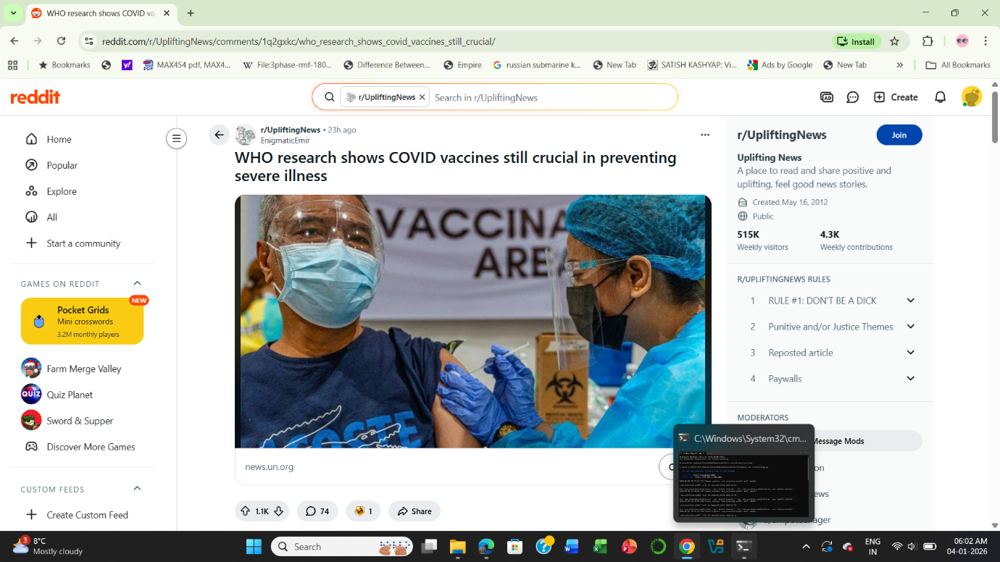 WHO research shows COVID va
reddit.com/r/UpliftingNews/comments/1q2gxkc/who_research_shows_covid_vaccines_still_crucial/
Install
Bookmarks
MAX454 pdf, MAX4...
File:3phase-rmf-180...
Difference Between...
Empire
russian submarine k...
New Tab
SATISH KASHYAP: Vi...
Ads by Google
New Tab
All Bookmarks
reddit
r/UpliftingNews
Search in r/UpliftingNews
AD
Create
Home
Popular
Explore
All
Start a community
GAMES ON REDDIT
NEW
Pocket Grids
Mini crosswords
3.2M monthly players
Farm Merge Valley
QUIZ
Quiz Planet
Sword & Supper
Discover More Games
CUSTOM FEEDS
Create Custom Feed
r/UpliftingNews • 23h ago
EnigmaticEmir
WHO research shows COVID vaccines still crucial in preventing
severe illness
VACCINA
AREA
news.un.org
1.1K
74
1
Share
r/UpliftingNews
Join
Uplifting News
A place to read and share positive and
uplifting, feel good news stories.
Created May 16, 2012
Public
515K
4.3K
Weekly visitors
Weekly contributions
R/UPLIFTINGNEWS RULES
1 RULE #1: DON'T BE A DICK
2 Punitive and/or Justice Themes
3 Reposted article
4 Paywalls
MODERATORS
Message Mods
C:\Windows\System32\cm...
3
8°C
Mostly cloudy
Search
ENG
IN
06:02 AM
04-01-2026